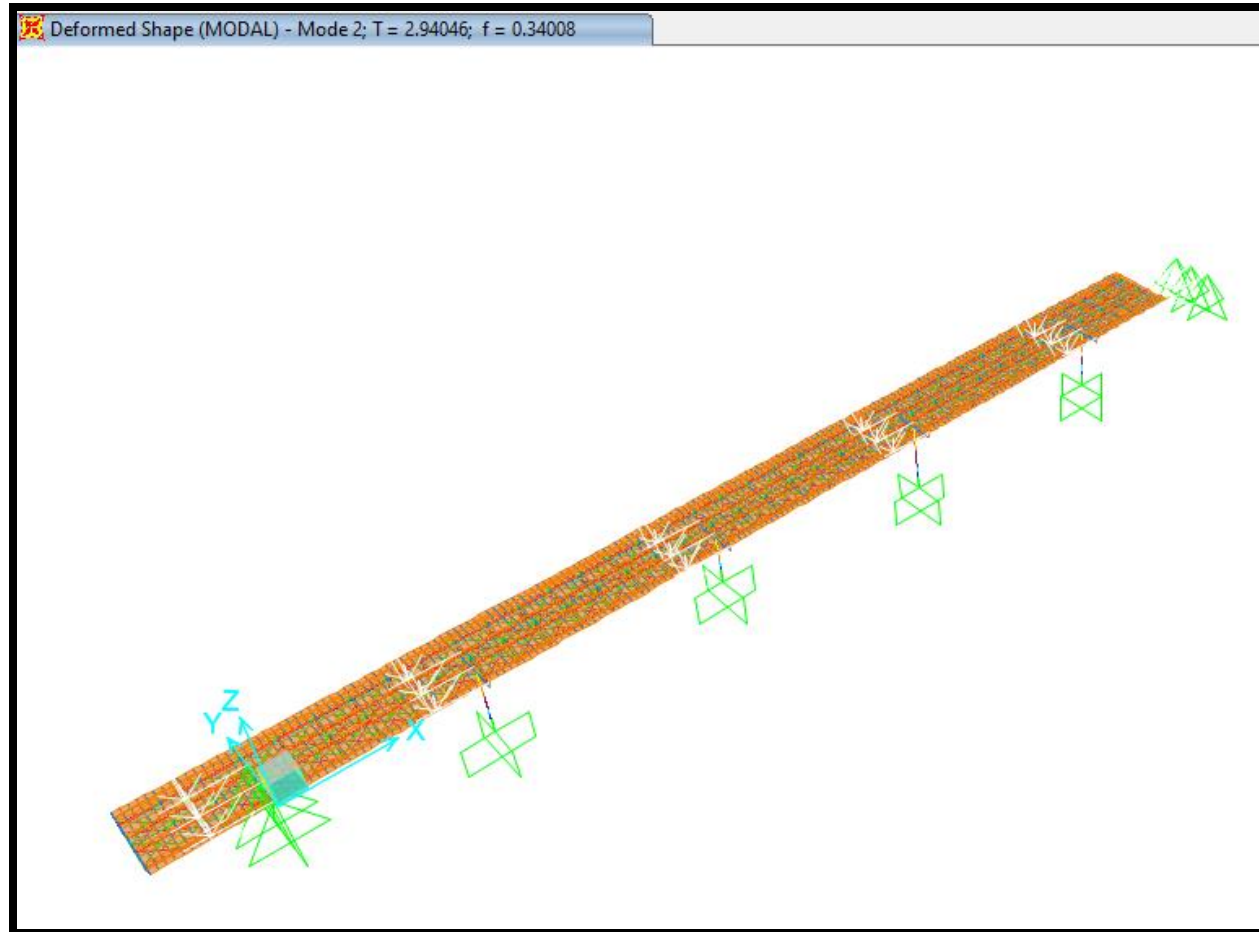 Deformed Shape (MODAL) - Mode 2; T = 2.94046; f = 0.34008
Z
Y
X